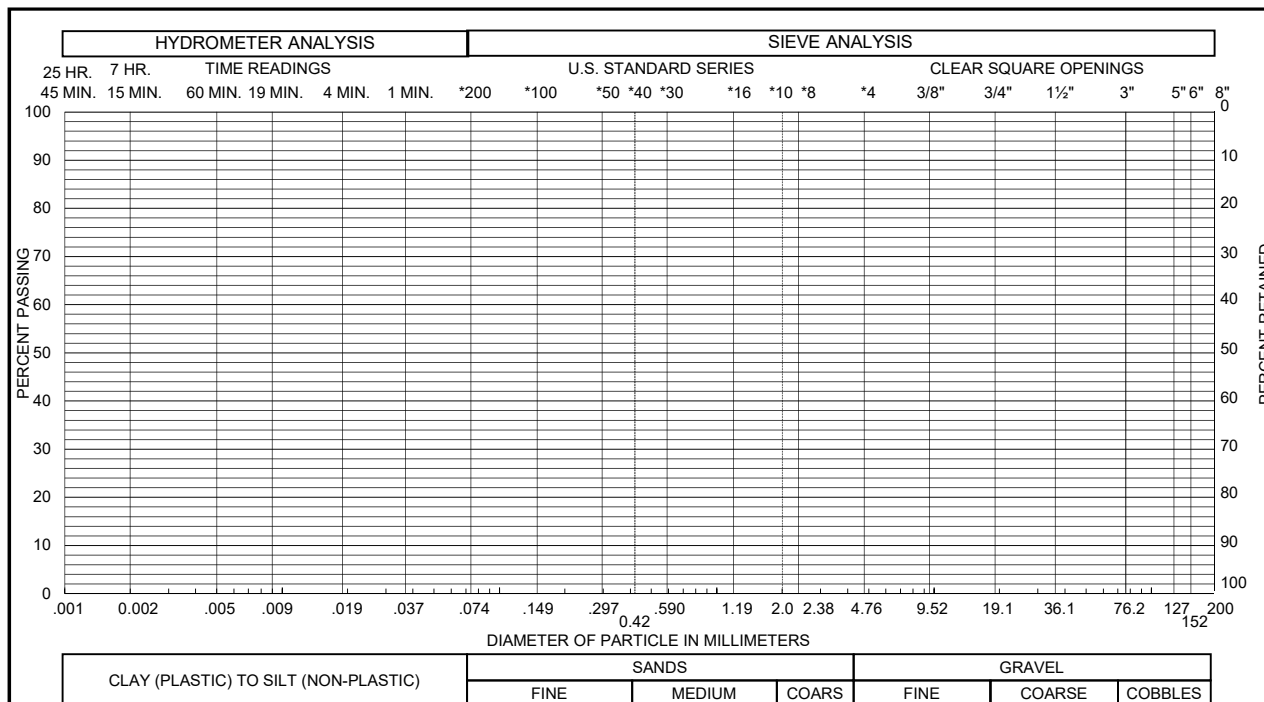 HYDROMETER ANALYSIS SIEVE ANALYSIS
25 HR. 7 HR. TIME READINGS U.S. STANDARD SERIES CLEAR SQUARE OPENINGS
45 MIN. 15 MIN. 60 MIN. 19 MIN. 4 MIN. 1 MIN. *200 *100 *50 *40 *30 *16 *10 *8 *4 3/8" 3/4" 1½" 3" 5" 6" 8"
100 0
90 10
80 20
70 30
60 40
50 50
40 60
30 70
20 80
10 90
0 100
PERCENT PASSING
PERCENT RETAINED
.001 0.002 .005 .009 .019 .037 .074 .149 .297 .590 1.19 2.0 2.38 4.76 9.52 19.1 36.1 76.2 127 200
0.42 152
DIAMETER OF PARTICLE IN MILLIMETERS
CLAY (PLASTIC) TO SILT (NON-PLASTIC) SANDS GRAVEL
FINE MEDIUM COARS FINE COARSE COBBLES